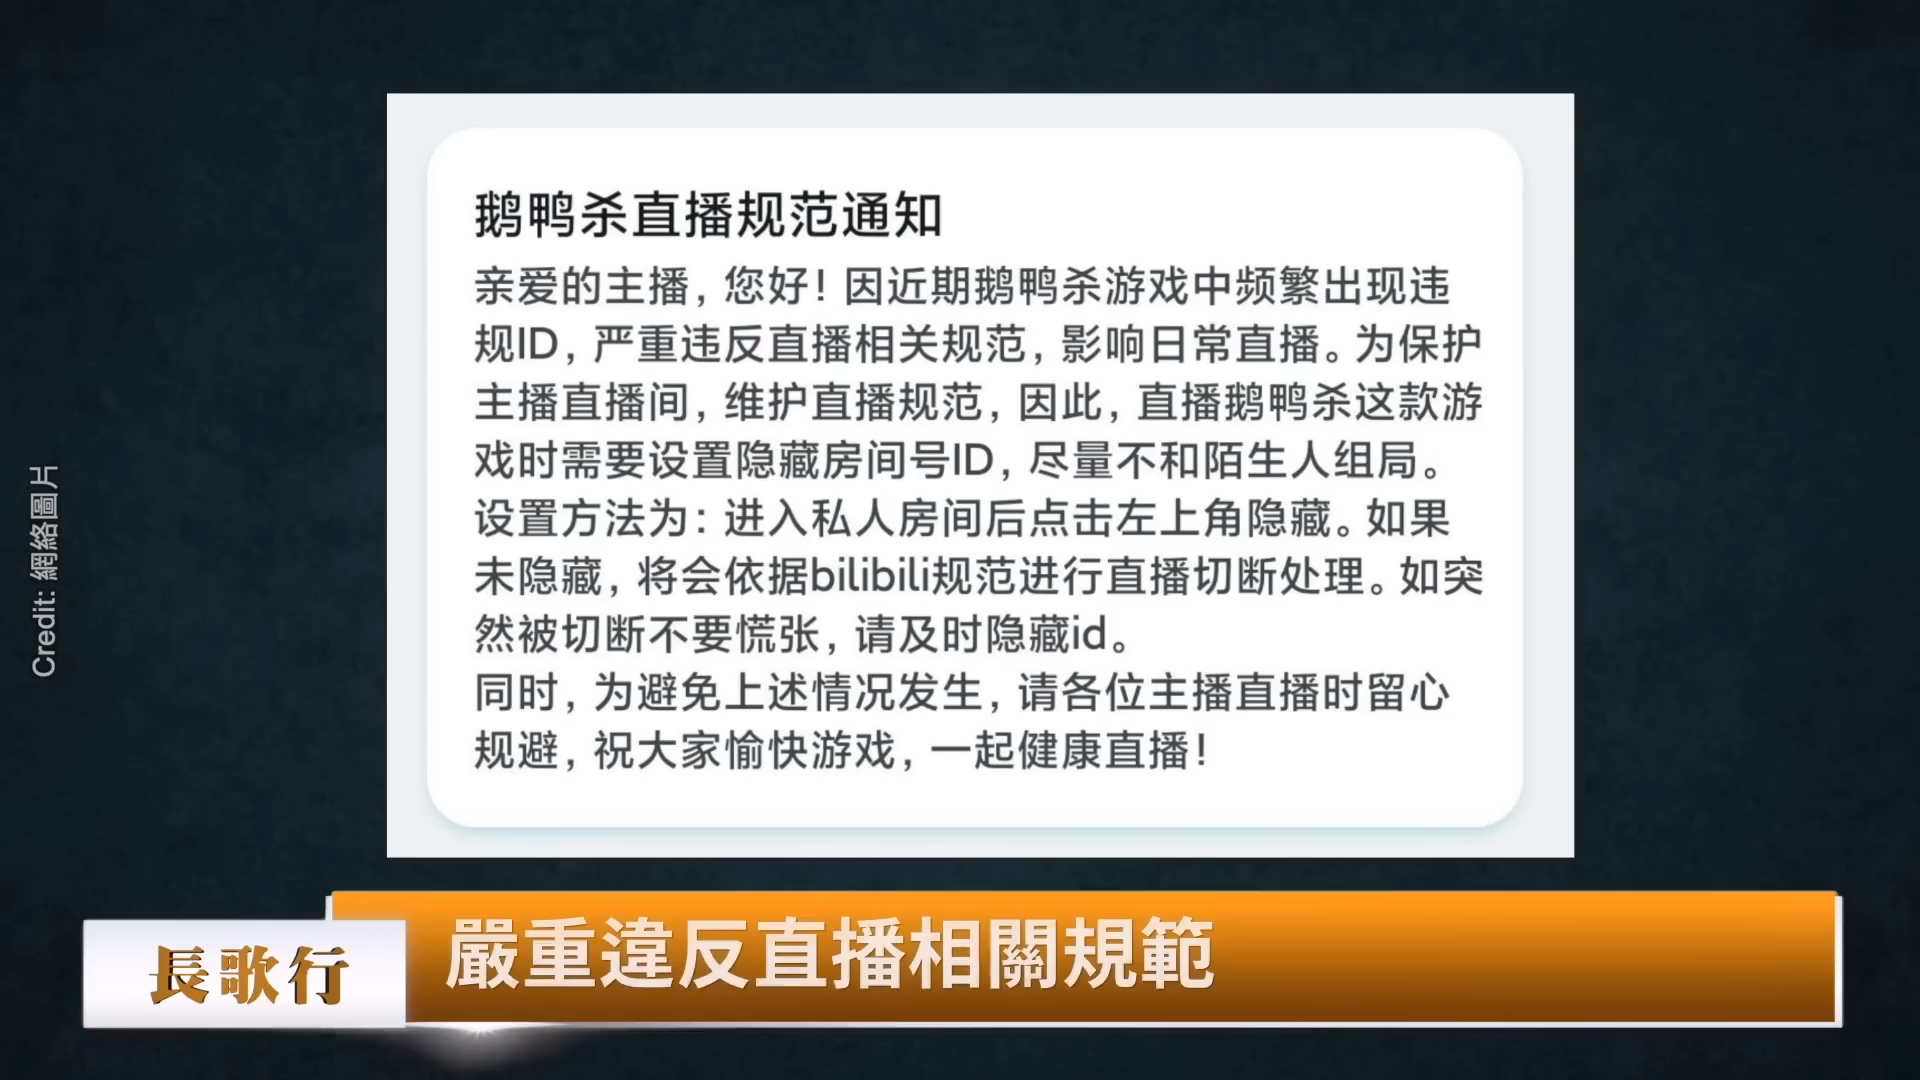 鹅鸭杀直播规范通知
亲爱的主播，您好！因近期鹅鸭杀游戏中频繁出现违
规ID，严重违反直播相关规范，影响日常直播。为保护
主播直播间，维护直播规范，因此，直播鹅鸭杀这款游
戏时需要设置隐藏房间号ID，尽量不和陌生人组局。
设置方法为：进入私人房间后点击左上角隐藏。如果
未隐藏，将会依据bilibili规范进行直播切断处理。如突
然被切断不要慌张，请及时隐藏id。
同时，为避免上述情况发生，请各位主播直播时留心
规避，祝大家愉快游戏，一起健康直播！
Credit: 網絡圖片
長歌行
嚴重違反直播相關規範